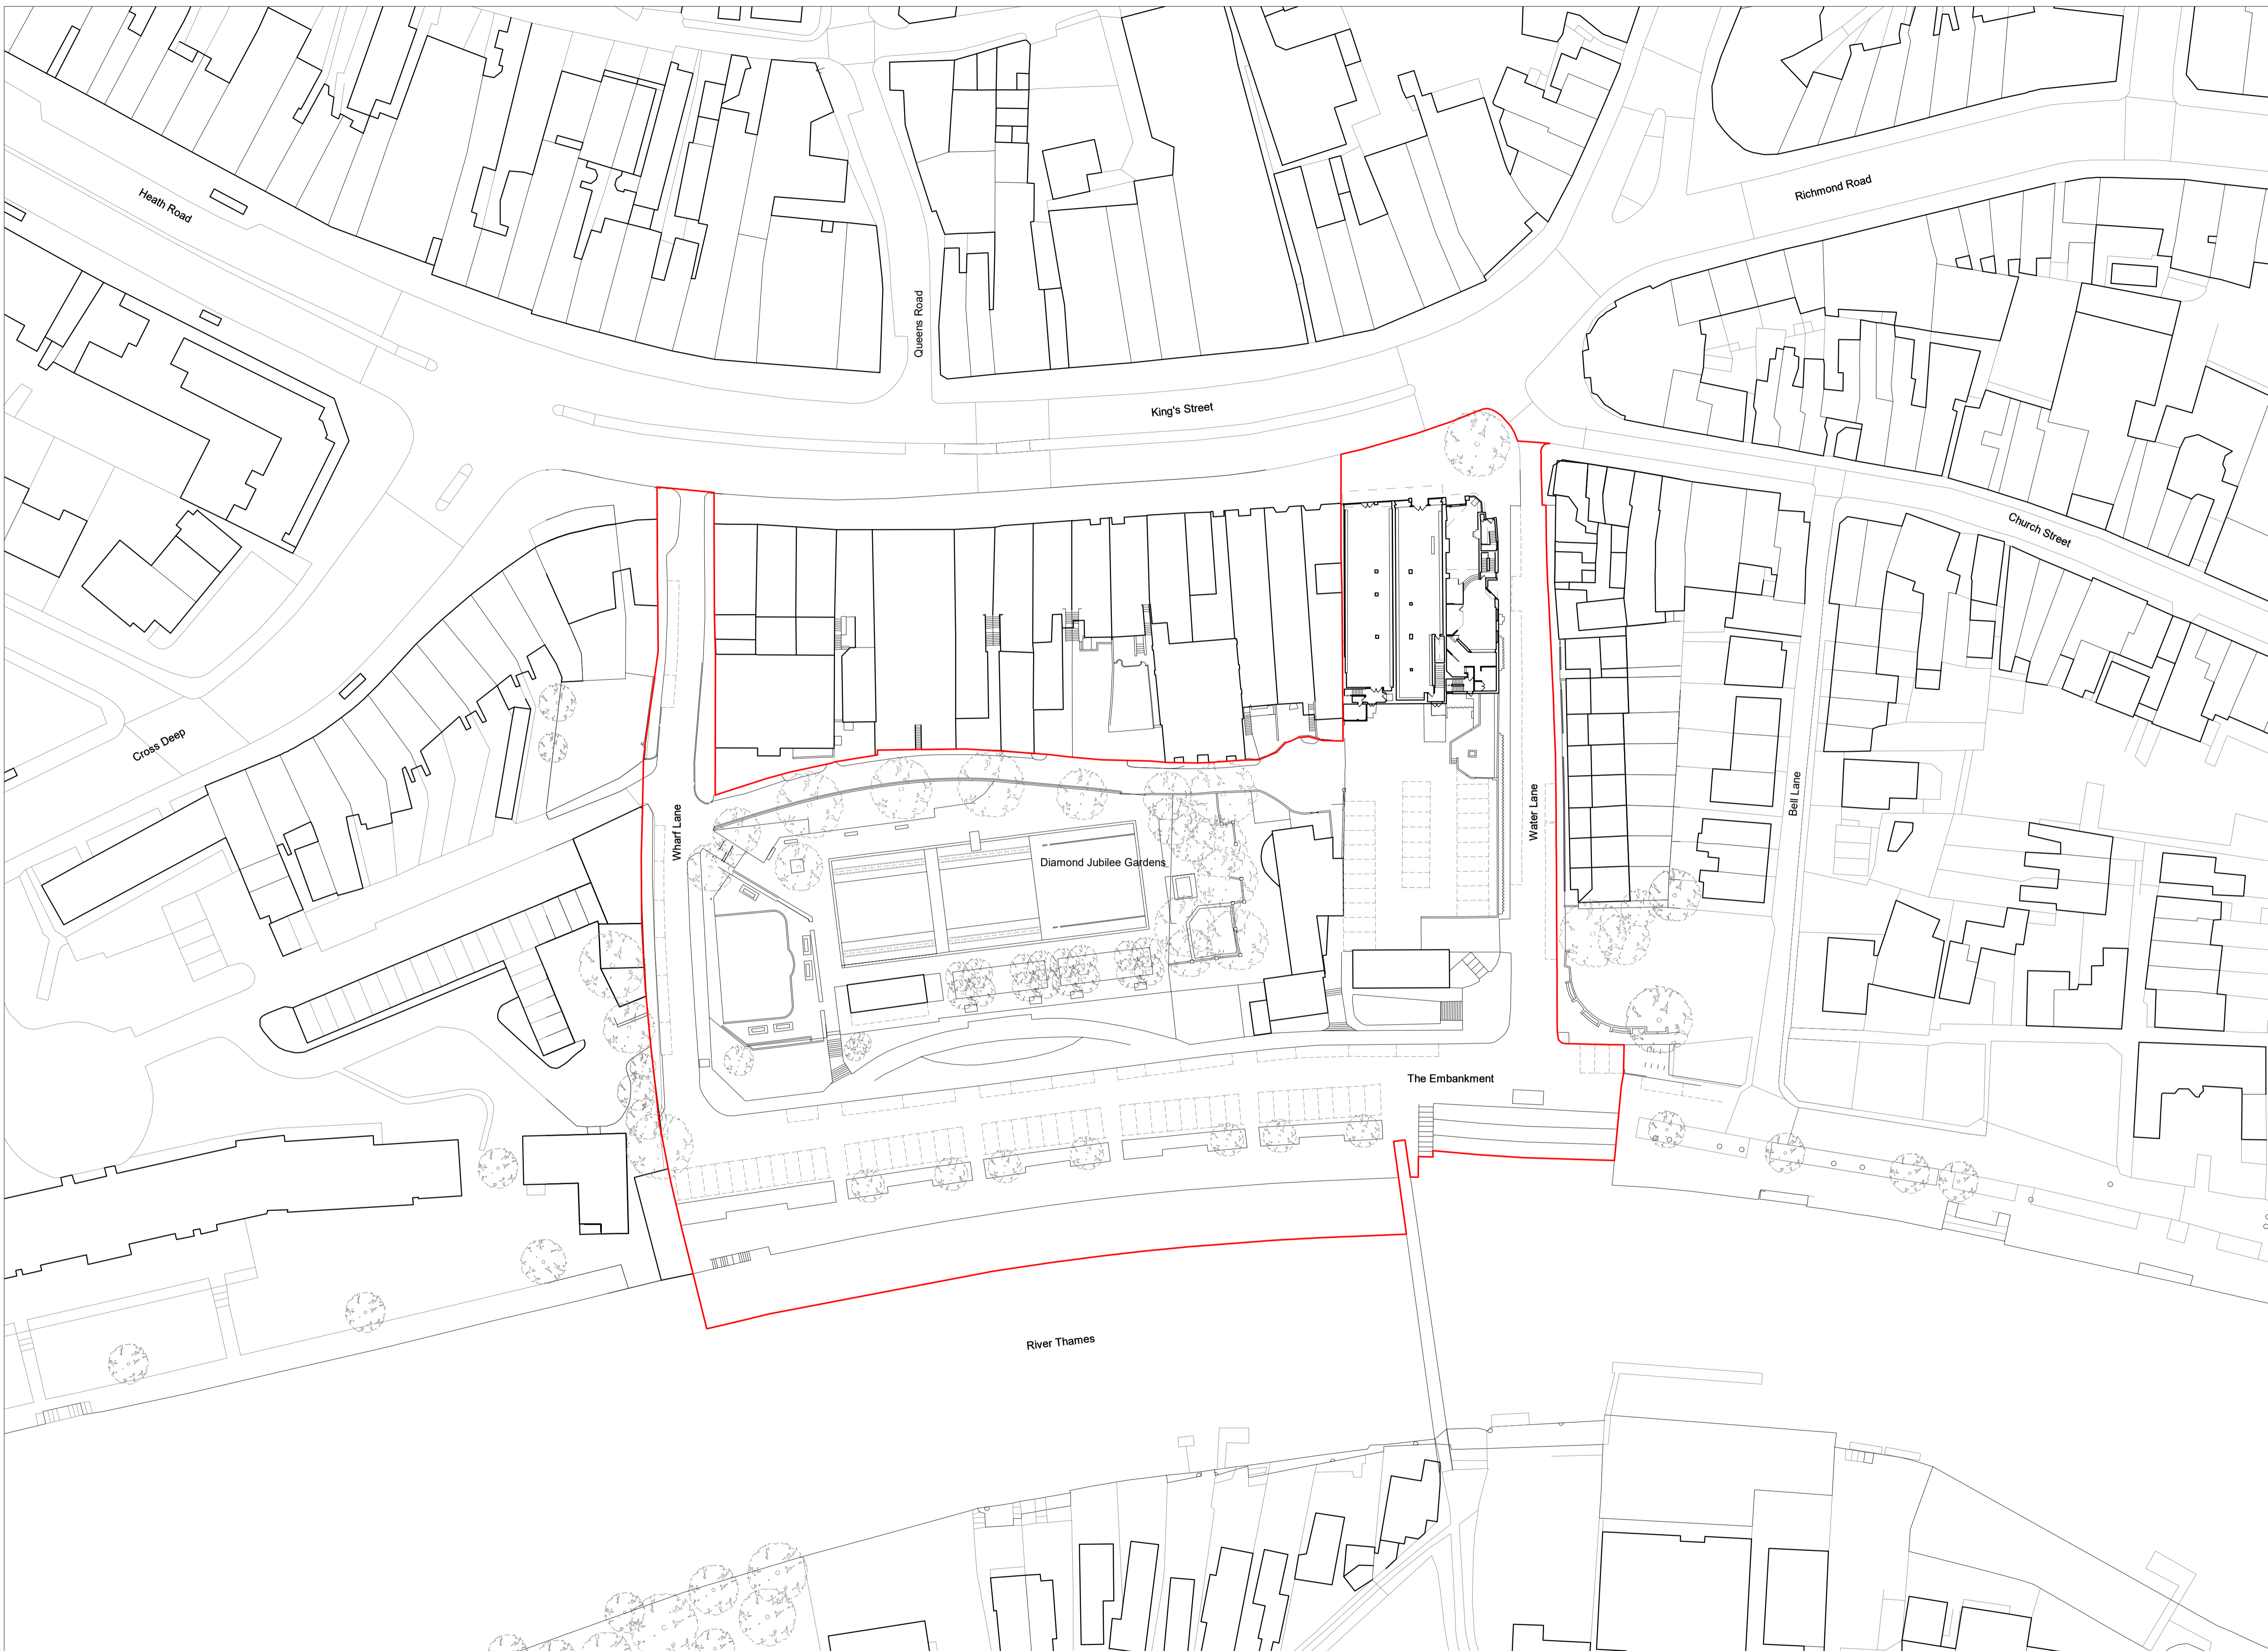 Heath Road
Richmond Road
Queens Road
King's Street
Church Street
Cross Deep
Wharf Lane
Water Lane
Bell Lane
Diamond Jubilee Gardens
The Embankment
River Thames